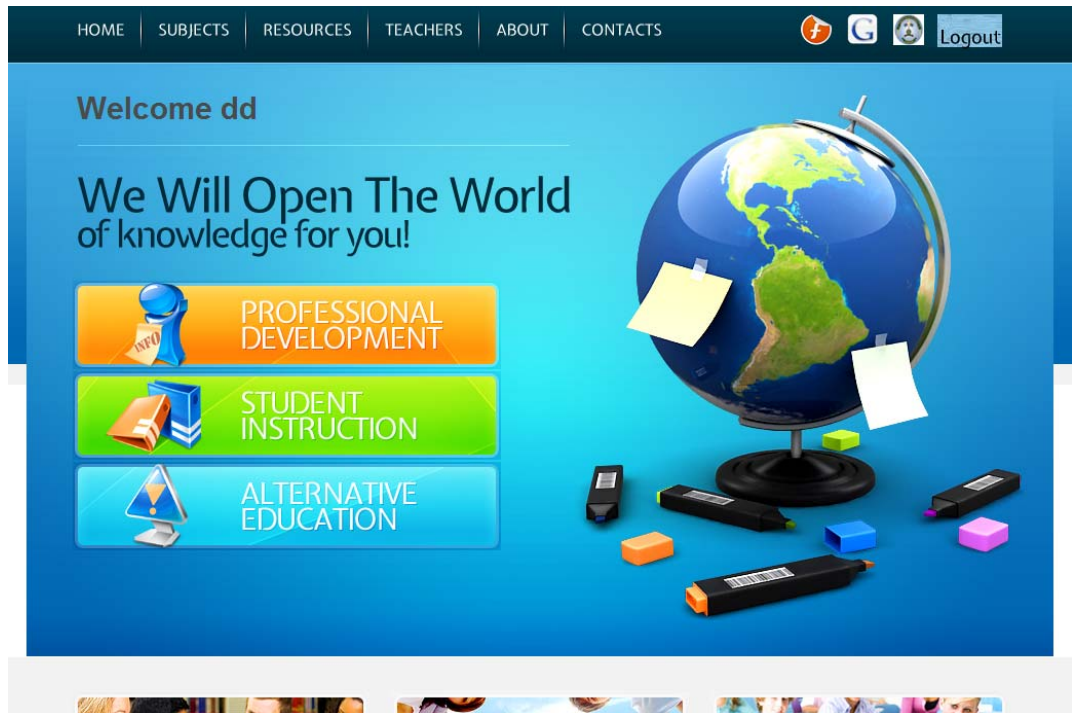 HOME SUBJECTS RESOURCES TEACHERS ABOUT CONTACTS G Logout
Welcome dd
We Will Open The World
of knowledge for you!
INFO
PROFESSIONAL
DEVELOPMENT
STUDENT
INSTRUCTION
ALTERNATIVE
EDUCATION